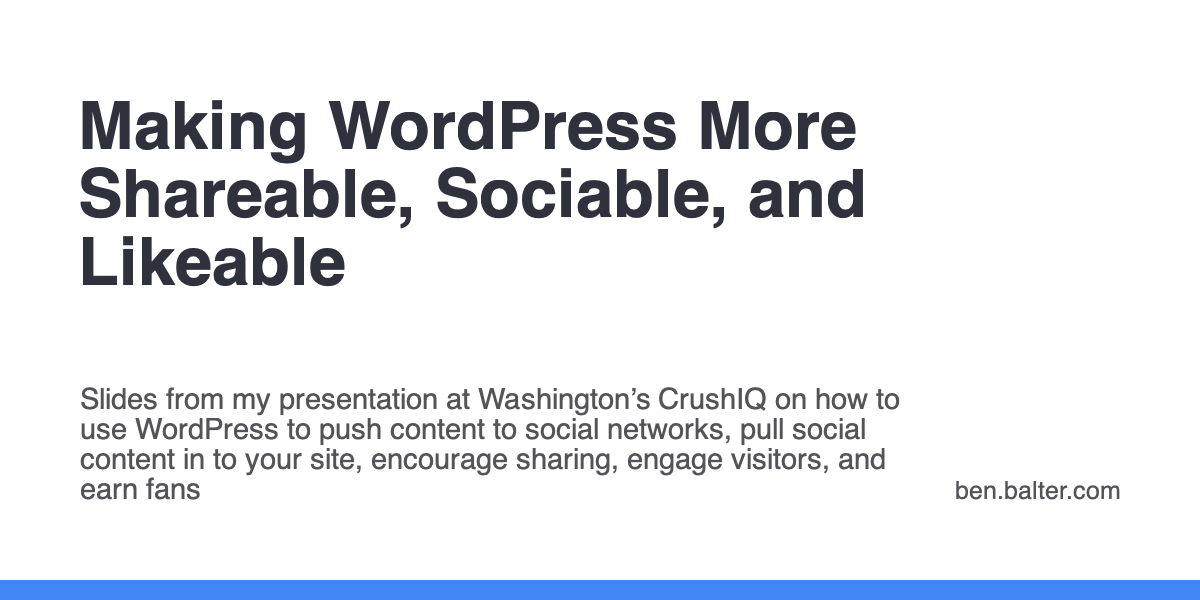 Making WordPress More
Shareable, Sociable, and
Likeable
Slides from my presentation at Washington’s CrushIQ on how to
use WordPress to push content to social networks, pull social
content in to your site, encourage sharing, engage visitors, and
earn fans
ben.balter.com